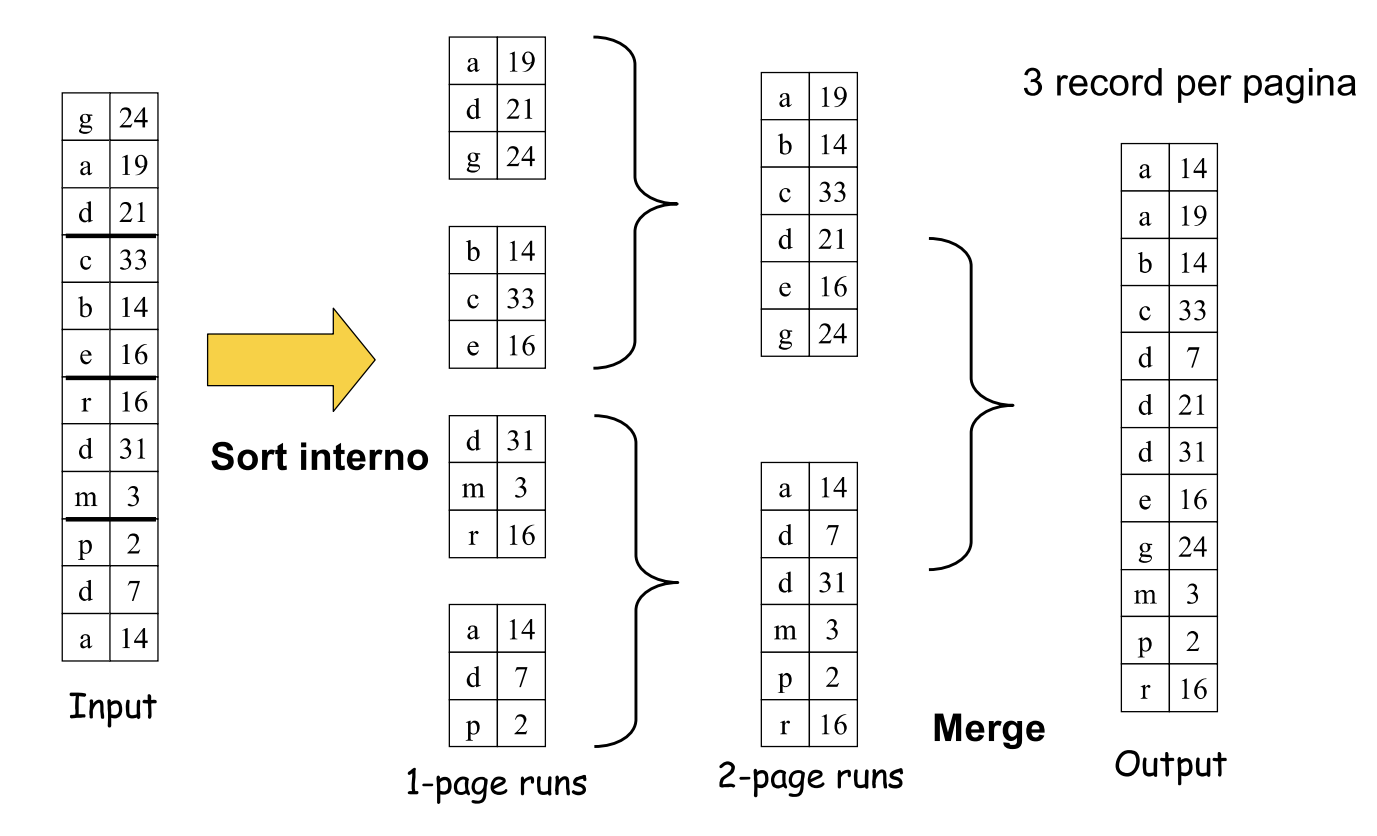 3 record per pagina
g 24
a 19
d 21
c 33
b 14
e 16
r 16
d 31
m 3
p 2
d 7
a 14
Input
Sort interno
a 19
d 21
g 24
b 14
c 33
e 16
d 31
m 3
r 16
a 14
d 7
p 2
1-page runs
a 19
b 14
c 33
d 21
e 16
g 24
a 14
d 7
d 31
m 3
p 2
r 16
2-page runs
Merge
a 14
a 19
b 14
c 33
d 7
d 21
d 31
e 16
g 24
m 3
p 2
r 16
Output